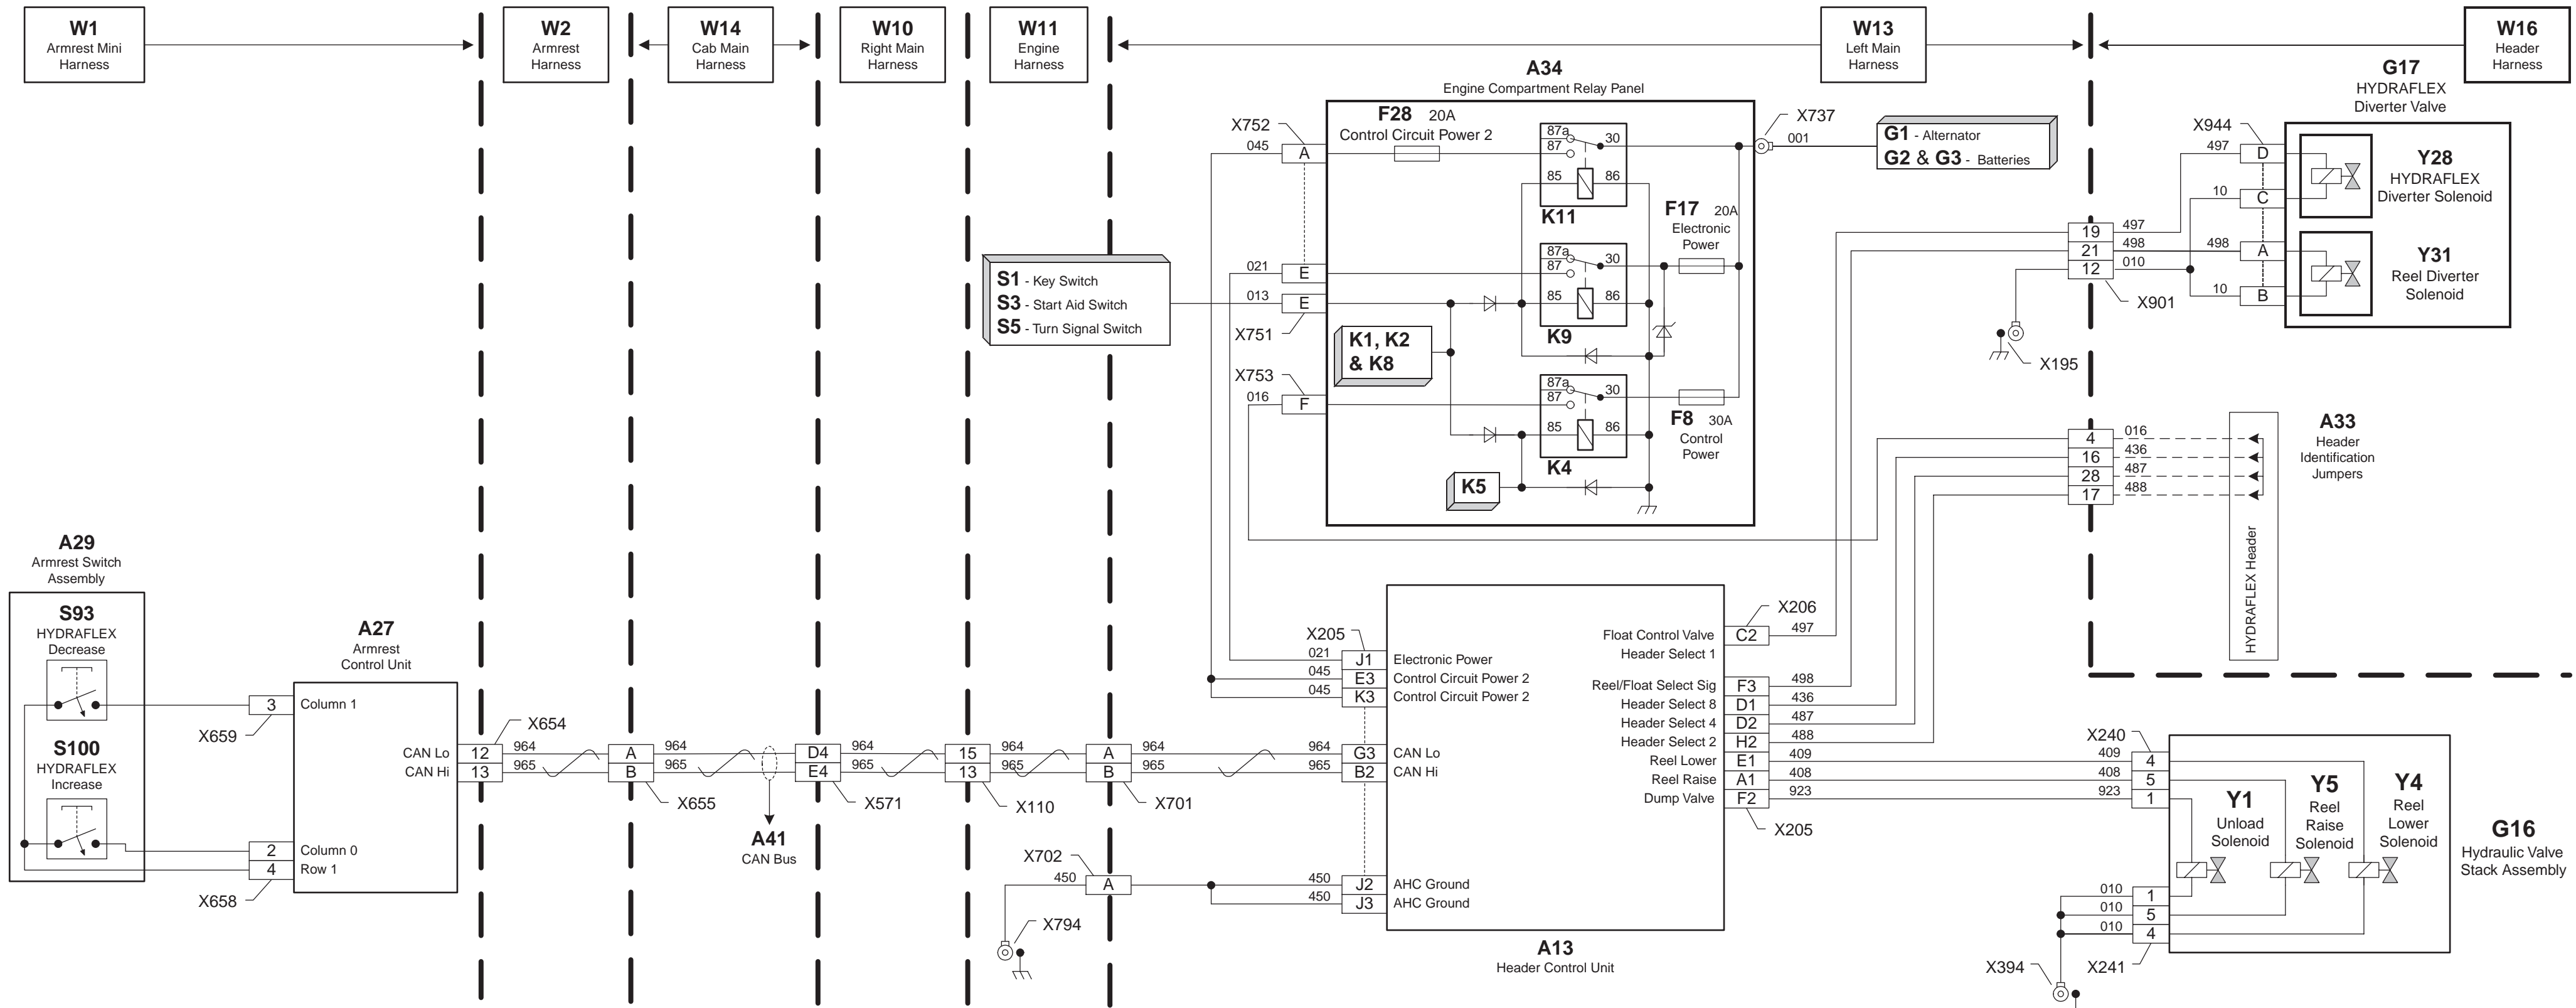 W1
Armrest Mini
Harness
W2
Armrest
Harness
W14
Cab Main
Harness
W10
Right Main
Harness
W11
Engine
Harness
W13
Left Main
Harness
W16
Header
Harness
A34
Engine Compartment Relay Panel
F28 20A
Control Circuit Power 2
X752
045 A
021 E
013 E
X751
X753
016 F
87a
87
30
85
86
K11
87a
87
30
85
86
K9
87a
87
30
85
86
K4
F17 20A
Electronic
Power
F8 30A
Control
Power
K1, K2
& K8
K5
X737
001
G1 - Alternator
G2 & G3 - Batteries
S1 - Key Switch
S3 - Start Aid Switch
S5 - Turn Signal Switch
G17
HYDRAFLEX
Diverter Valve
X944
497 D
10 C
498 A
10 B
Y28
HYDRAFLEX
Diverter Solenoid
Y31
Reel Diverter
Solenoid
19 497
21 498
12 010
X901
X195
4 016
16 436
28 487
17 488
A33
Header
Identification
Jumpers
HYDRAFLEX Header
A29
Armrest Switch
Assembly
S93
HYDRAFLEX
Decrease
S100
HYDRAFLEX
Increase
A27
Armrest
Control Unit
3 Column 1
X659
2 Column 0
4 Row 1
X658
X654
CAN Lo 12 964
CAN Hi 13 965
A 964
B 965
X655
A41
CAN Bus
D4 964
E4 965
X571
15 964
13 965
X110
A 964
B 965
X701
X702
450 A
X794
X205
021 J1 Electronic Power
045 E3 Control Circuit Power 2
045 K3 Control Circuit Power 2
964 G3 CAN Lo
965 B2 CAN Hi
450 J2 AHC Ground
450 J3 AHC Ground
X206
Float Control Valve C2 497
Header Select 1
Reel/Float Select Sig F3 498
Header Select 8 D1 436
Header Select 4 D2 487
Header Select 2 H2 488
Reel Lower E1 409
Reel Raise A1 408
Dump Valve F2 923
X205
A13
Header Control Unit
X240
409 4
408 5
923 1
Y1
Unload
Solenoid
Y5
Reel
Raise
Solenoid
Y4
Reel
Lower
Solenoid
G16
Hydraulic Valve
Stack Assembly
010 1
010 5
010 4
X394
X241